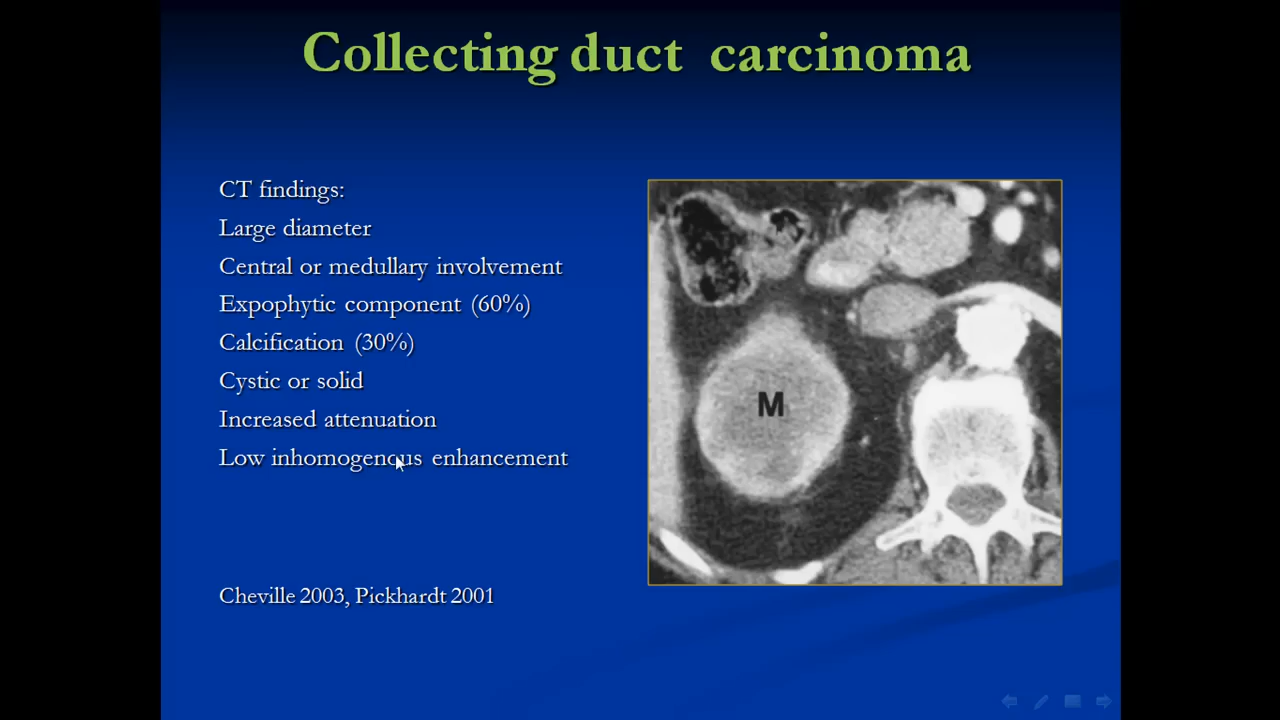 Collecting duct carcinoma
CT findings:
Large diameter
Central or medullary involvement
Expophytic component (60%)
Calcification (30%)
Cystic or solid
Increased attenuation
Low inhomogenous enhancement
M
Cheville 2003, Pickhardt 2001